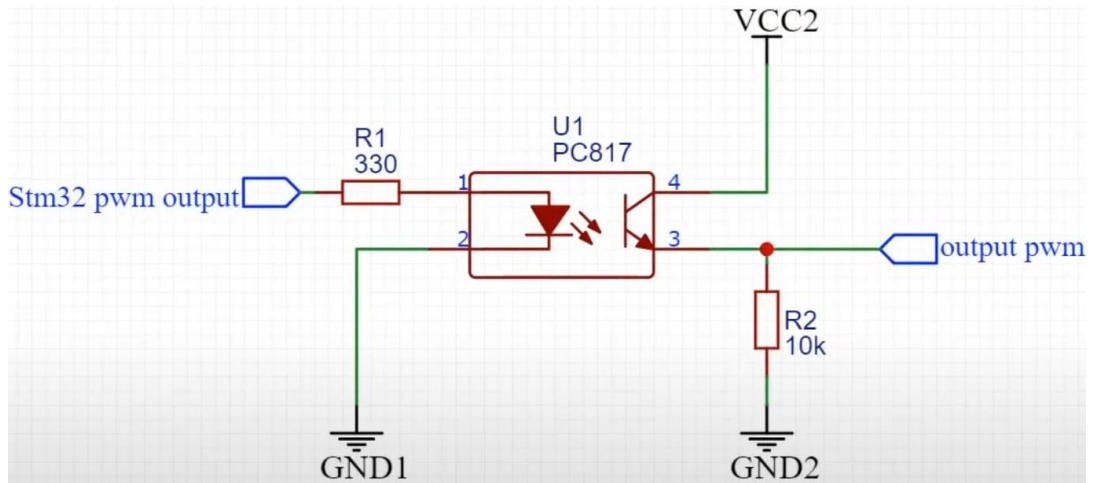 VCC2
U1
PC817
R1
330
1
4
Stm32 pwm output
2
3
output pwm
R2
10k
GND1
GND2